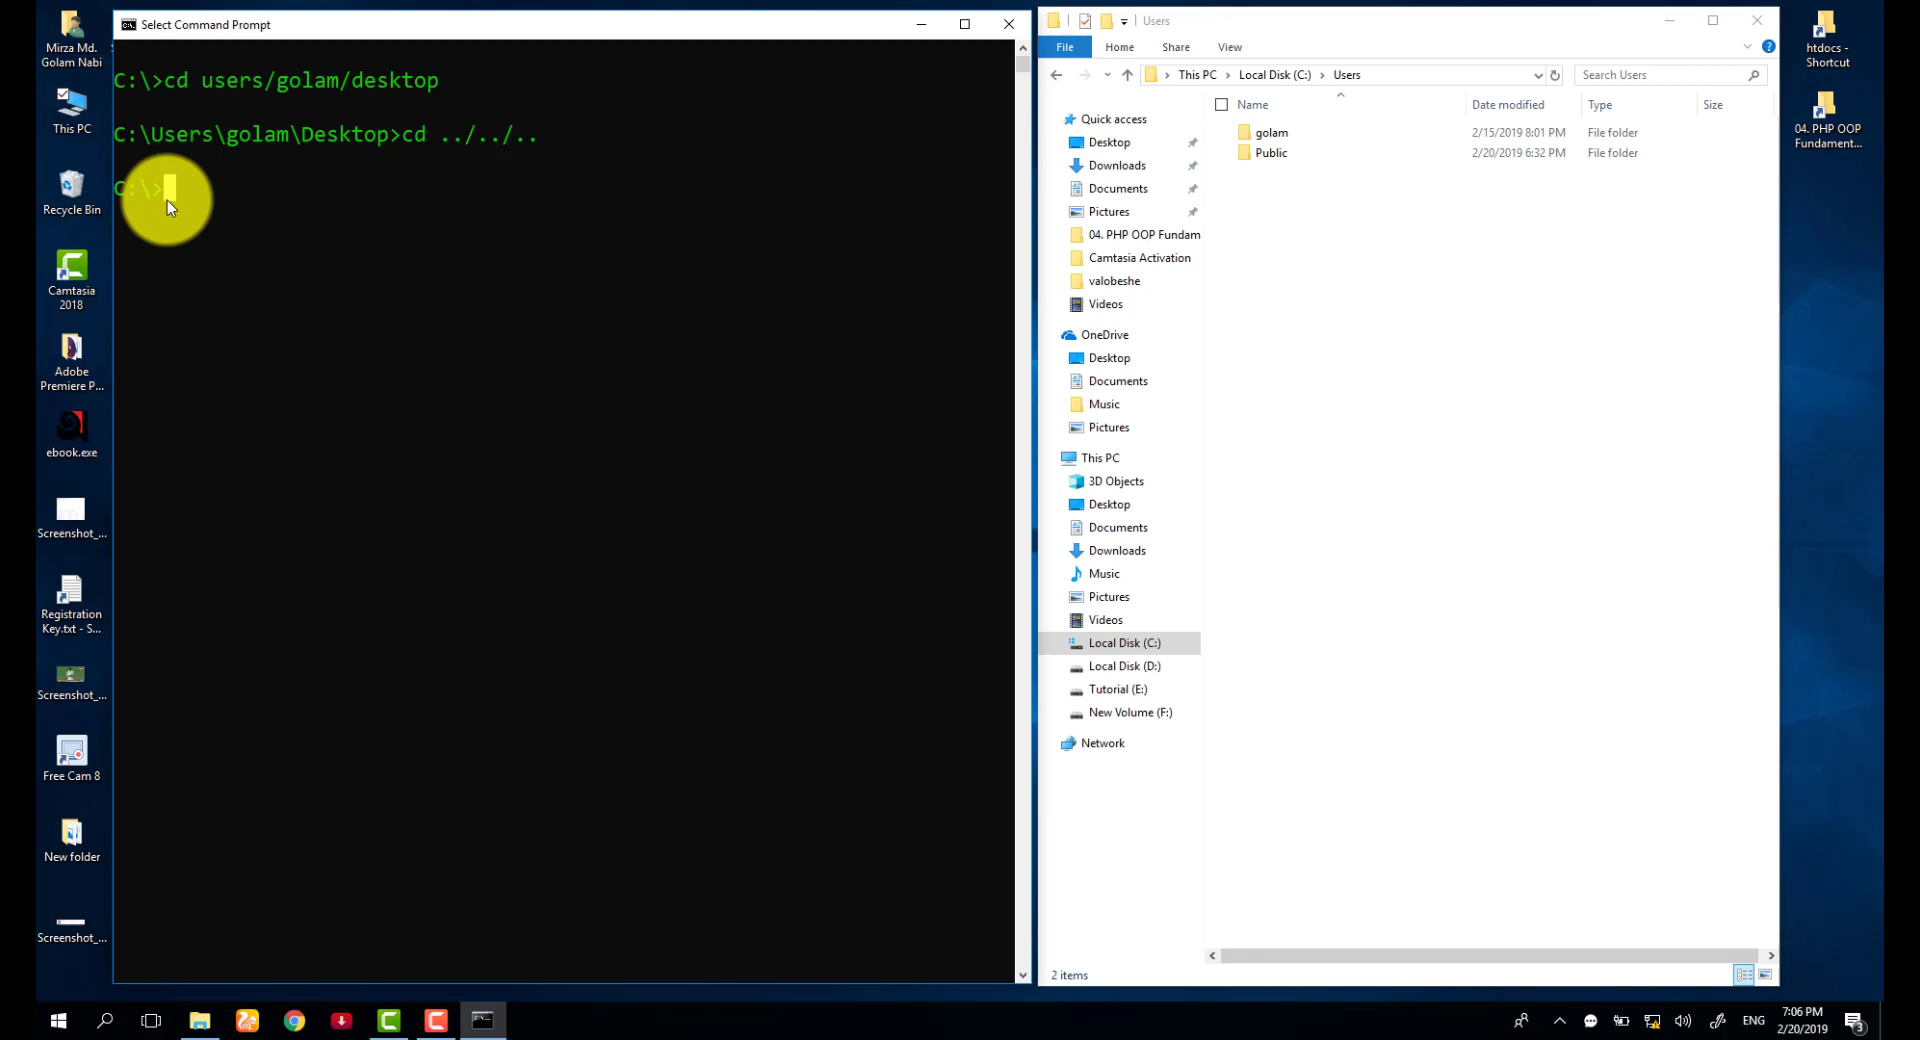 Mirza Md.
Golam Nabi
This PC
Recycle Bin
Camtasia
2018
Adobe
Premiere P...
ebook.exe
Screenshot_...
Registration
Key.txt - S...
Screenshot_...
Free Cam 8
New folder
Screenshot_...
Select Command Prompt
C:\>cd users/golam/desktop
C:\Users\golam\Desktop>cd ../../..
C:\>
Users
File
Home
Share
View
This PC > Local Disk (C:) > Users
Search Users
Name
Date modified
Type
Size
golam
2/15/2019 8:01 PM
File folder
Public
2/20/2019 6:32 PM
File folder
Quick access
Desktop
Downloads
Documents
Pictures
04. PHP OOP Fundam
Camtasia Activation
valobeshe
Videos
OneDrive
Desktop
Documents
Music
Pictures
This PC
3D Objects
Desktop
Documents
Downloads
Music
Pictures
Videos
Local Disk (C:)
Local Disk (D:)
Tutorial (E:)
New Volume (F:)
Network
2 items
htdocs -
Shortcut
04. PHP OOP
Fundament...
ENG
7:06 PM
2/20/2019
3